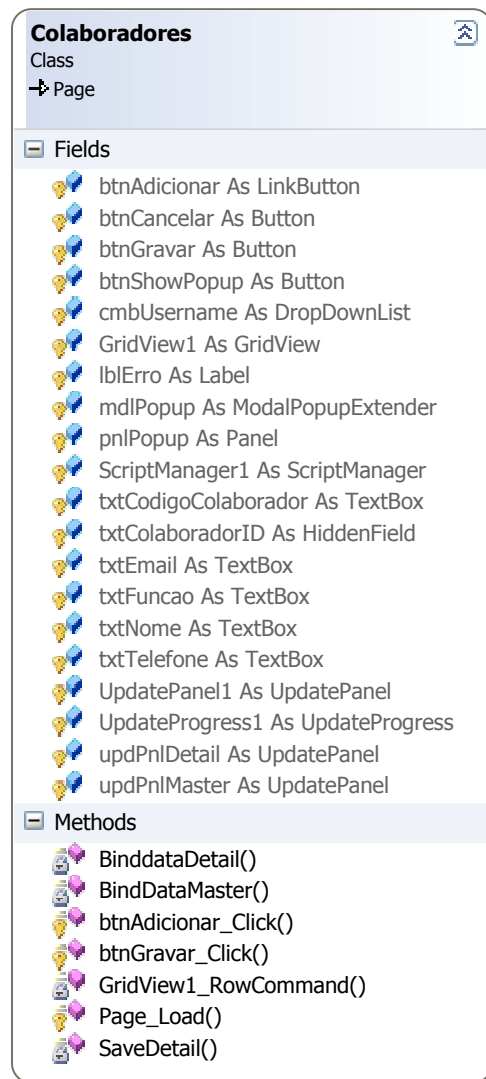 Colaboradores
Class
Page
Fields
btnAdicionar As LinkButton
btnCancelar As Button
btnGravar As Button
btnShowPopup As Button
cmbUsername As DropDownList
GridView1 As GridView
lblErro As Label
mdlPopup As ModalPopupExtender
pnlPopup As Panel
ScriptManager1 As ScriptManager
txtCodigoColaborador As TextBox
txtColaboradorID As HiddenField
txtEmail As TextBox
txtFuncao As TextBox
txtNome As TextBox
txtTelefone As TextBox
UpdatePanel1 As UpdatePanel
UpdateProgress1 As UpdateProgress
updPnlDetail As UpdatePanel
updPnlMaster As UpdatePanel
Methods
BinddataDetail()
BindDataMaster()
btnAdicionar_Click()
btnGravar_Click()
GridView1_RowCommand()
Page_Load()
SaveDetail()